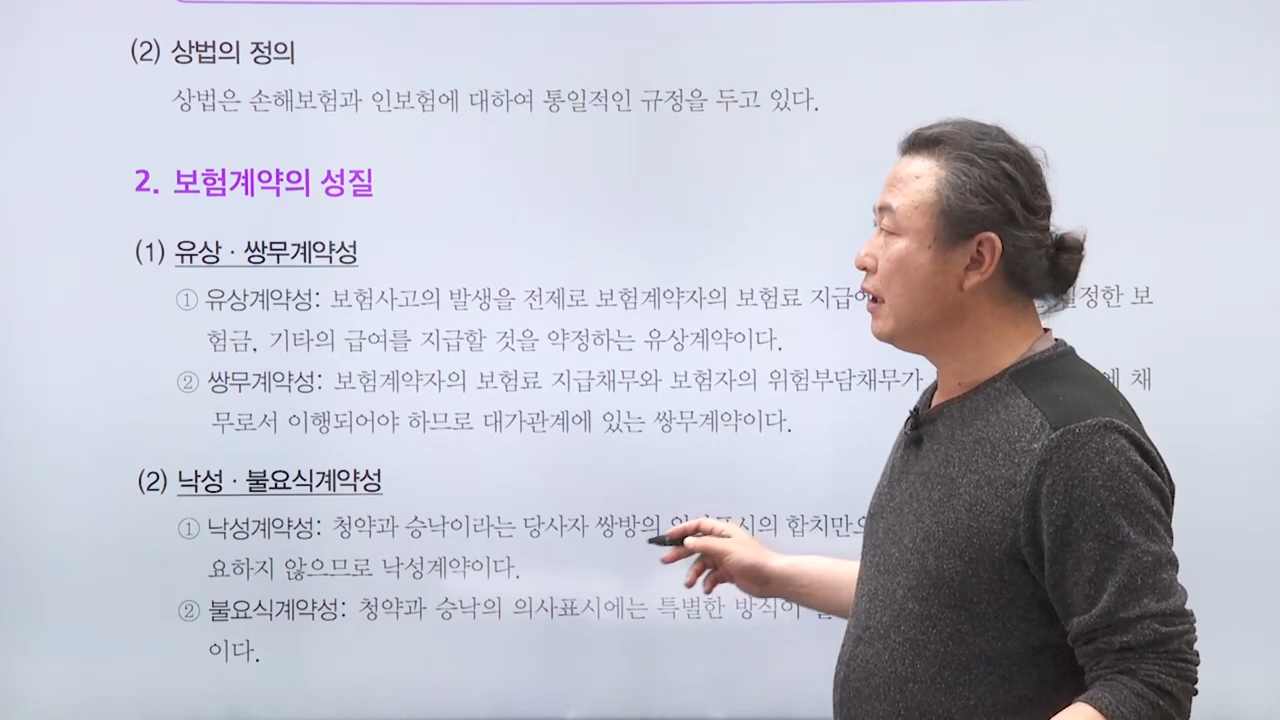 (2) 상법의 정의
상법은 손해보험과 인보험에 대하여 통일적인 규정을 두고 있다.
2. 보험계약의 성질
(1) 유상 · 쌍무계약성
① 유상계약성: 보험사고의 발생을 전제로 보험계약자의 보험료 지급에 일정한 보
험금, 기타의 급여를 지급할 것을 약정하는 유상계약이다.
② 쌍무계약성: 보험계약자의 보험료 지급채무와 보험자의 위험부담채무가 에 채
무로서 이행되어야 하므로 대가관계에 있는 쌍무계약이다.
(2) 낙성 · 불요식계약성
① 낙성계약성: 청약과 승낙이라는 당사자 쌍방의 의사표시의 합치만으
요하지 않으므로 낙성계약이다.
② 불요식계약성: 청약과 승낙의 의사표시에는 특별한 방식이
이다.